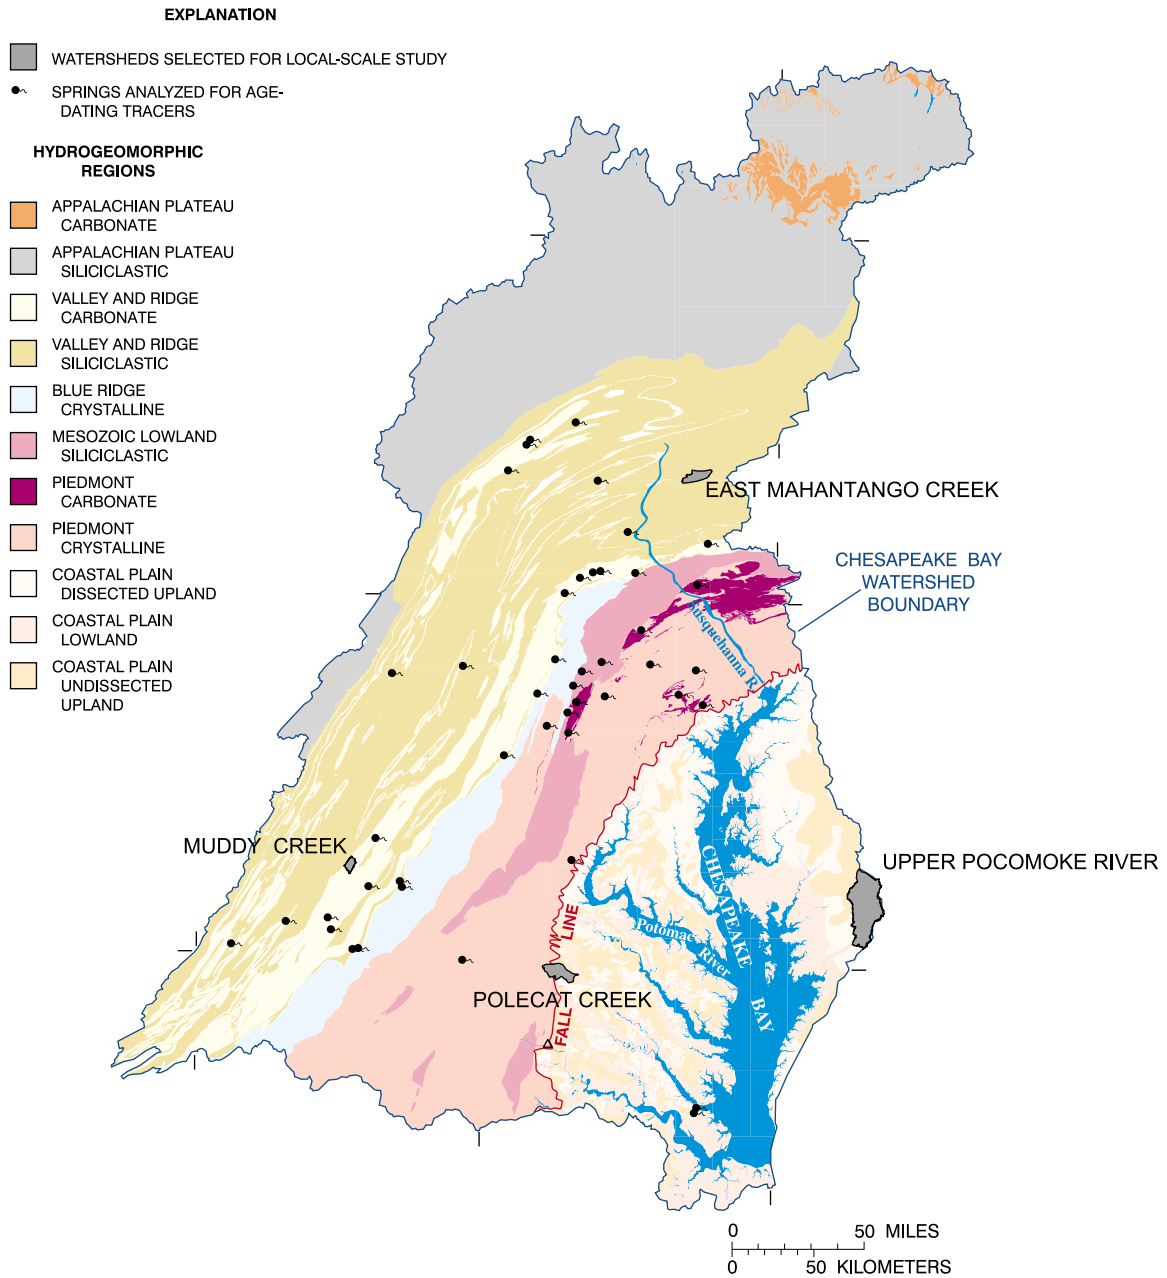 EXPLANATION
WATERSHEDS SELECTED FOR LOCAL-SCALE STUDY
SPRINGS ANALYZED FOR AGE-
DATING TRACERS
HYDROGEOMORPHIC
REGIONS
APPALACHIAN PLATEAU
CARBONATE
APPALACHIAN PLATEAU
SILICICLASTIC
VALLEY AND RIDGE
CARBONATE
VALLEY AND RIDGE
SILICICLASTIC
BLUE RIDGE
CRYSTALLINE
MESOZOIC LOWLAND
SILICICLASTIC
PIEDMONT
CARBONATE
PIEDMONT
CRYSTALLINE
COASTAL PLAIN
DISSECTED UPLAND
COASTAL PLAIN
LOWLAND
COASTAL PLAIN
UNDISSECTED
UPLAND
EAST MAHANTANGO CREEK
CHESAPEAKE BAY
WATERSHED
BOUNDARY
Susquehanna R.
MUDDY CREEK
UPPER POCOMOKE RIVER
CHESAPEAKE
BAY
Potomac
River
FALL LINE
POLECAT CREEK
0 50 MILES
0 50 KILOMETERS